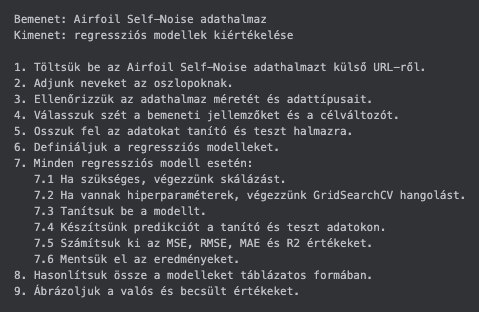 Bemenet: Airfoil Self-Noise adathalmaz
Kimenet: regressziós modellek kiértékelése

1. Töltsük be az Airfoil Self-Noise adathalmazt külső URL-ről.
2. Adjunk neveket az oszlopoknak.
3. Ellenőrizzük az adathalmaz méretét és adattípusait.
4. Válasszuk szét a bemeneti jellemzőket és a célváltozót.
5. Osszuk fel az adatokat tanító és teszt halmazra.
6. Definiáljuk a regressziós modelleket.
7. Minden regressziós modell esetén:
   7.1 Ha szükséges, végezzünk skálázást.
   7.2 Ha vannak hiperparaméterek, végezzünk GridSearchCV hangolást.
   7.3 Tanítsuk be a modellt.
   7.4 Készítsünk predikciót a tanító és teszt adatokon.
   7.5 Számítsuk ki az MSE, RMSE, MAE és R2 értékeket.
   7.6 Mentsük el az eredményeket.
8. Hasonlítsuk össze a modelleket táblázatos formában.
9. Ábrázoljuk a valós és becsült értékeket.